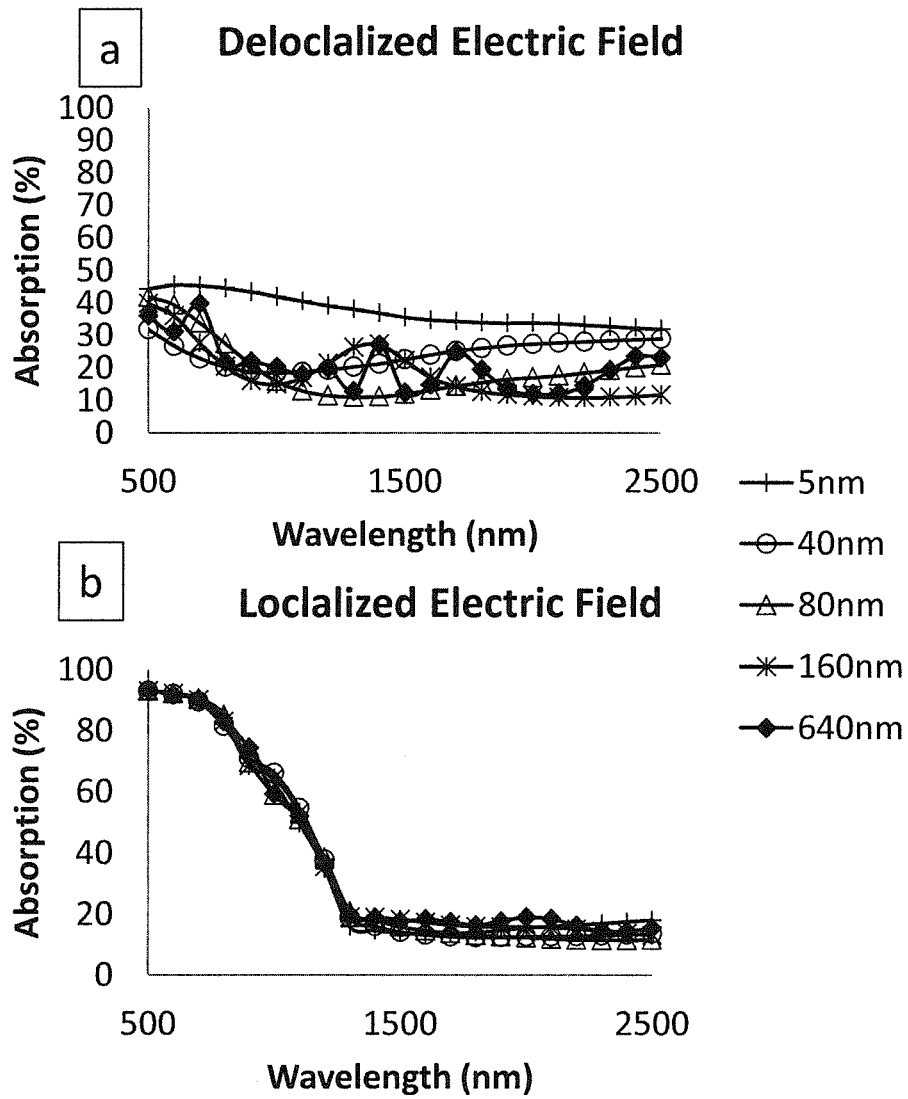 a
Deloclalized Electric Field
Absorption (%)
100
90
80
70
60
50
40
30
20
10
0
500 1500 2500
Wavelength (nm)
b
Loclalized Electric Field
Absorption (%)
100
80
60
40
20
0
500 1500 2500
Wavelength (nm)
5nm
40nm
80nm
160nm
640nm